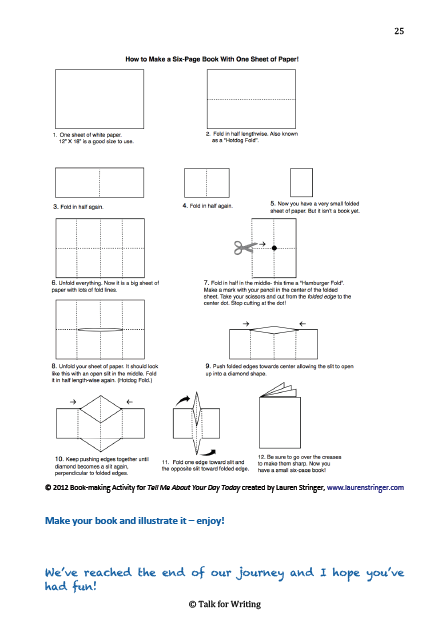 25
How to Make a Six-Page Book With One Sheet of Paper!
1. One sheet of white paper.
12" X 18" is a good size to use.
2. Fold in half lengthwise. Also known
as a "Hotdog Fold".
3. Fold in half again.
4. Fold in half again.
5. Now you have a very small folded
sheet of paper. But it isn't a book yet.
6. Unfold everything. Now it is a big sheet of
paper with lots of fold lines.
7. Fold in half in the middle- this time a "Hamburger Fold".
Make a mark with your pencil in the center of the folded
sheet. Take your scissors and cut from the folded edge to the
center dot. Stop cutting at the dot!
8. Unfold your sheet of paper. It should look
like this with an open slit in the middle. Fold
it in half length-wise again. (Hotdog Fold.)
9. Push folded edges towards center allowing the slit to open
up into a diamond shape.
10. Keep pushing edges together until
diamond becomes a slit again,
perpendicular to folded edges.
11. Fold one edge toward slit and
the opposite slit toward folded edge.
12. Be sure to go over the creases
to make them sharp. Now you
have a small six-page book!
© 2012 Book-making Activity for Tell Me About Your Day Today created by Lauren Stringer, www.laurenstringer.com
Make your book and illustrate it – enjoy!
We've reached the end of our journey and I hope you've
had fun!
© Talk for Writing